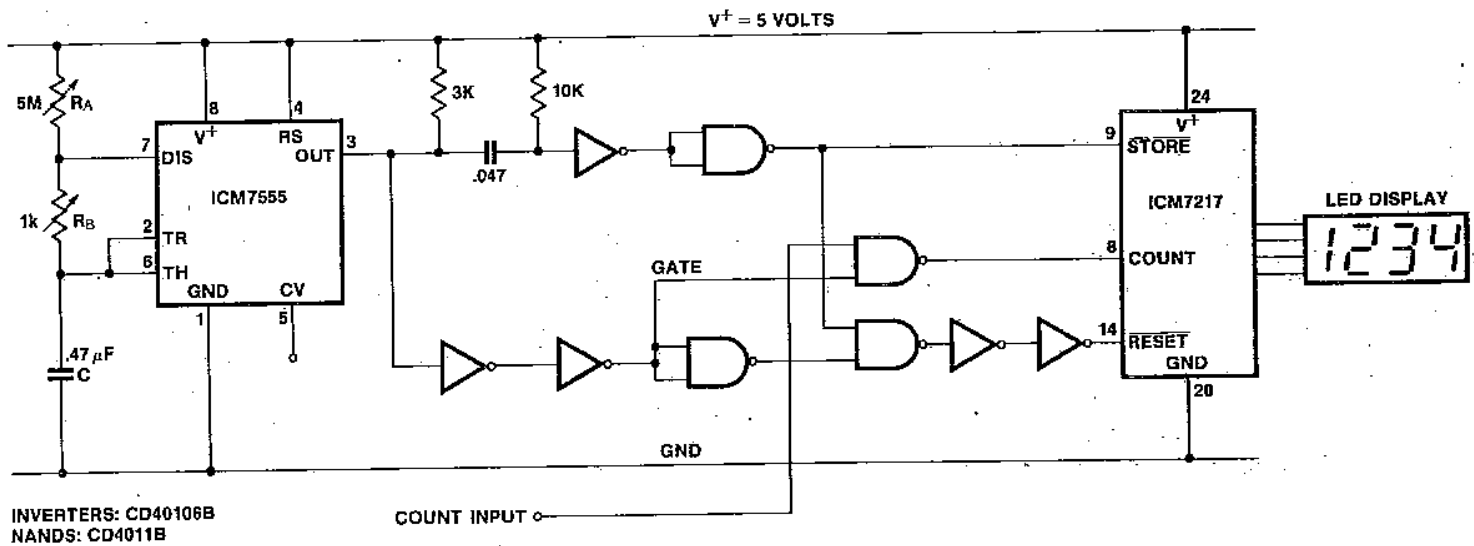 V+ = 5 VOLTS
5M
RA
8
4
3K
10K
24
V+
RS
V+
7
DIS
OUT
3
9
STORE
.047
ICM7555
ICM7217
LED DISPLAY
1k
RB
2
TR
8
COUNT
1234
6
TH
GATE
GND
CV
1
5
14
RESET
.47 µF
C
GND
20
GND
INVERTERS: CD40106B
NANDS: CD4011B
COUNT INPUT